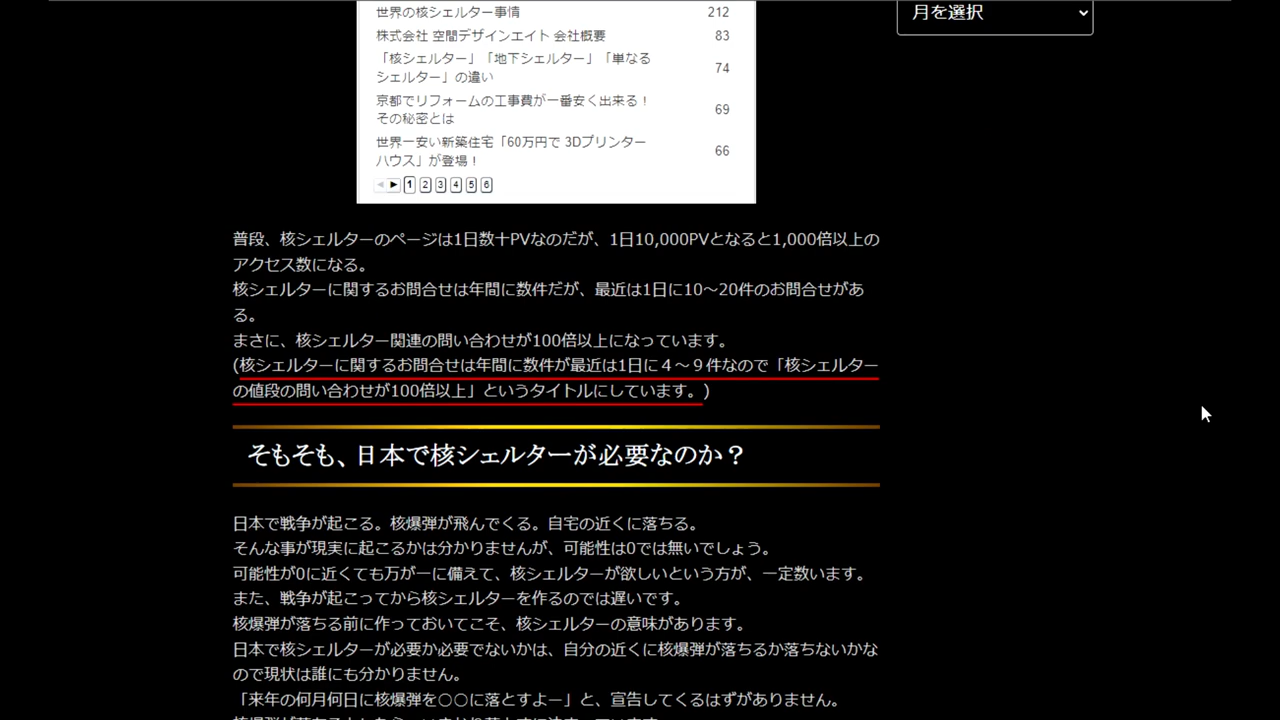 月を選択
世界の核シェルター事情 212
株式会社 空間デザインエイト 会社概要 83
「核シェルター」「地下シェルター」「単なる
シェルター」の違い 74
京都でリフォームの工事費が一番安く出来る！
その秘密とは 69
世界一安い新築住宅「60万円で 3Dプリンター
ハウス」が登場！ 66
1 2 3 4 5 6
普段、核シェルターのページは1日数十PVなのだが、1日10,000PVとなると1,000倍以上の
アクセス数になる。
核シェルターに関するお問合せは年間に数件だが、最近は1日に10～20件のお問合せがあ
る。
まさに、核シェルター関連の問い合わせが100倍以上になっています。
(核シェルターに関するお問合せは年間に数件が最近は1日に４～９件なので「核シェルター
の値段の問い合わせが100倍以上」というタイトルにしています。)
そもそも、日本で核シェルターが必要なのか？
日本で戦争が起こる。核爆弾が飛んでくる。自宅の近くに落ちる。
そんな事が現実に起こるかは分かりませんが、可能性は0では無いでしょう。
可能性が0に近くても万が一に備えて、核シェルターが欲しいという方が、一定数います。
また、戦争が起こってから核シェルターを作るのでは遅いです。
核爆弾が落ちる前に作っておいてこそ、核シェルターの意味があります。
日本で核シェルターが必要か必要でないかは、自分の近くに核爆弾が落ちるか落ちないかな
ので現状は誰にも分かりません。
「来年の何月何日に核爆弾を○○に落とすよー」と、宣告してくるはずがありません。